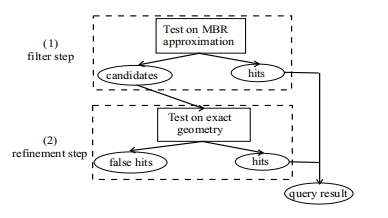 Test on MBR
approximation
(1)
filter step
candidates
hits
Test on exact
geometry
(2)
refinement step
false hits
hits
query result